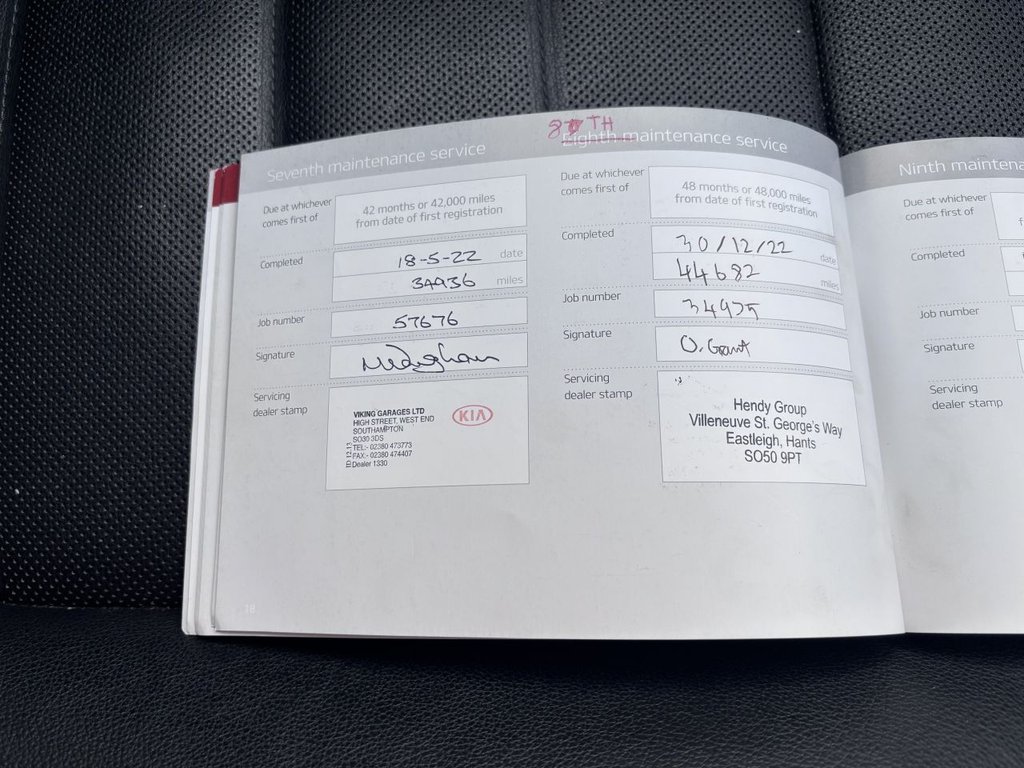 Seventh maintenance service
Due at whichever
comes first of
42 months or 42,000 miles
from date of first registration
Completed
18-5-22 date
34936 miles
Job number
57676
Signature
Servicing
dealer stamp
VIKING GARAGES LTD
HIGH STREET, WEST END
SOUTHAMPTON
SO30 3DS
TEL:- 02380 473773
FAX:- 02380 474407
Dealer 1330
KIA
18
TH
Eighth maintenance service
Due at whichever
comes first of
48 months or 48,000 miles
from date of first registration
Completed
30/12/22 date
44682 miles
Job number
34975
Signature
O. Grant
Servicing
dealer stamp
Hendy Group
Villeneuve St. George's Way
Eastleigh, Hants
SO50 9PT
Ninth
Due at whichever
comes first of
Completed
Job number
Signature
Servicing
dealer stamp